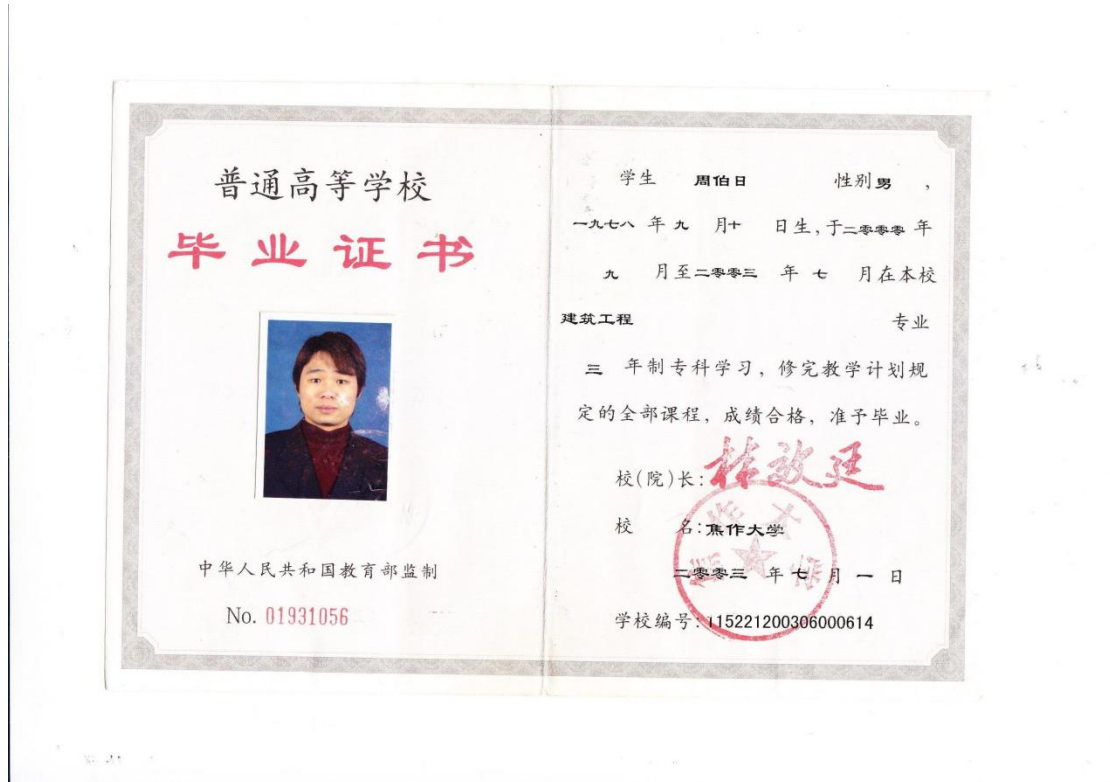 普通高等学校
毕业证书
中华人民共和国教育部监制
No. 01931056
学生 周伯日 性别男,
一九七八 年 九 月十 日生,于二零零零 年
九 月至二零零三 年 七 月在本校
建筑工程 专业
三 年制专科学习,修完教学计划规
定的全部课程,成绩合格,准予毕业。
校(院)长:
校 名:焦作大学
二零零三 年 七 月 一 日
学校编号:115221200306000614
焦作大学